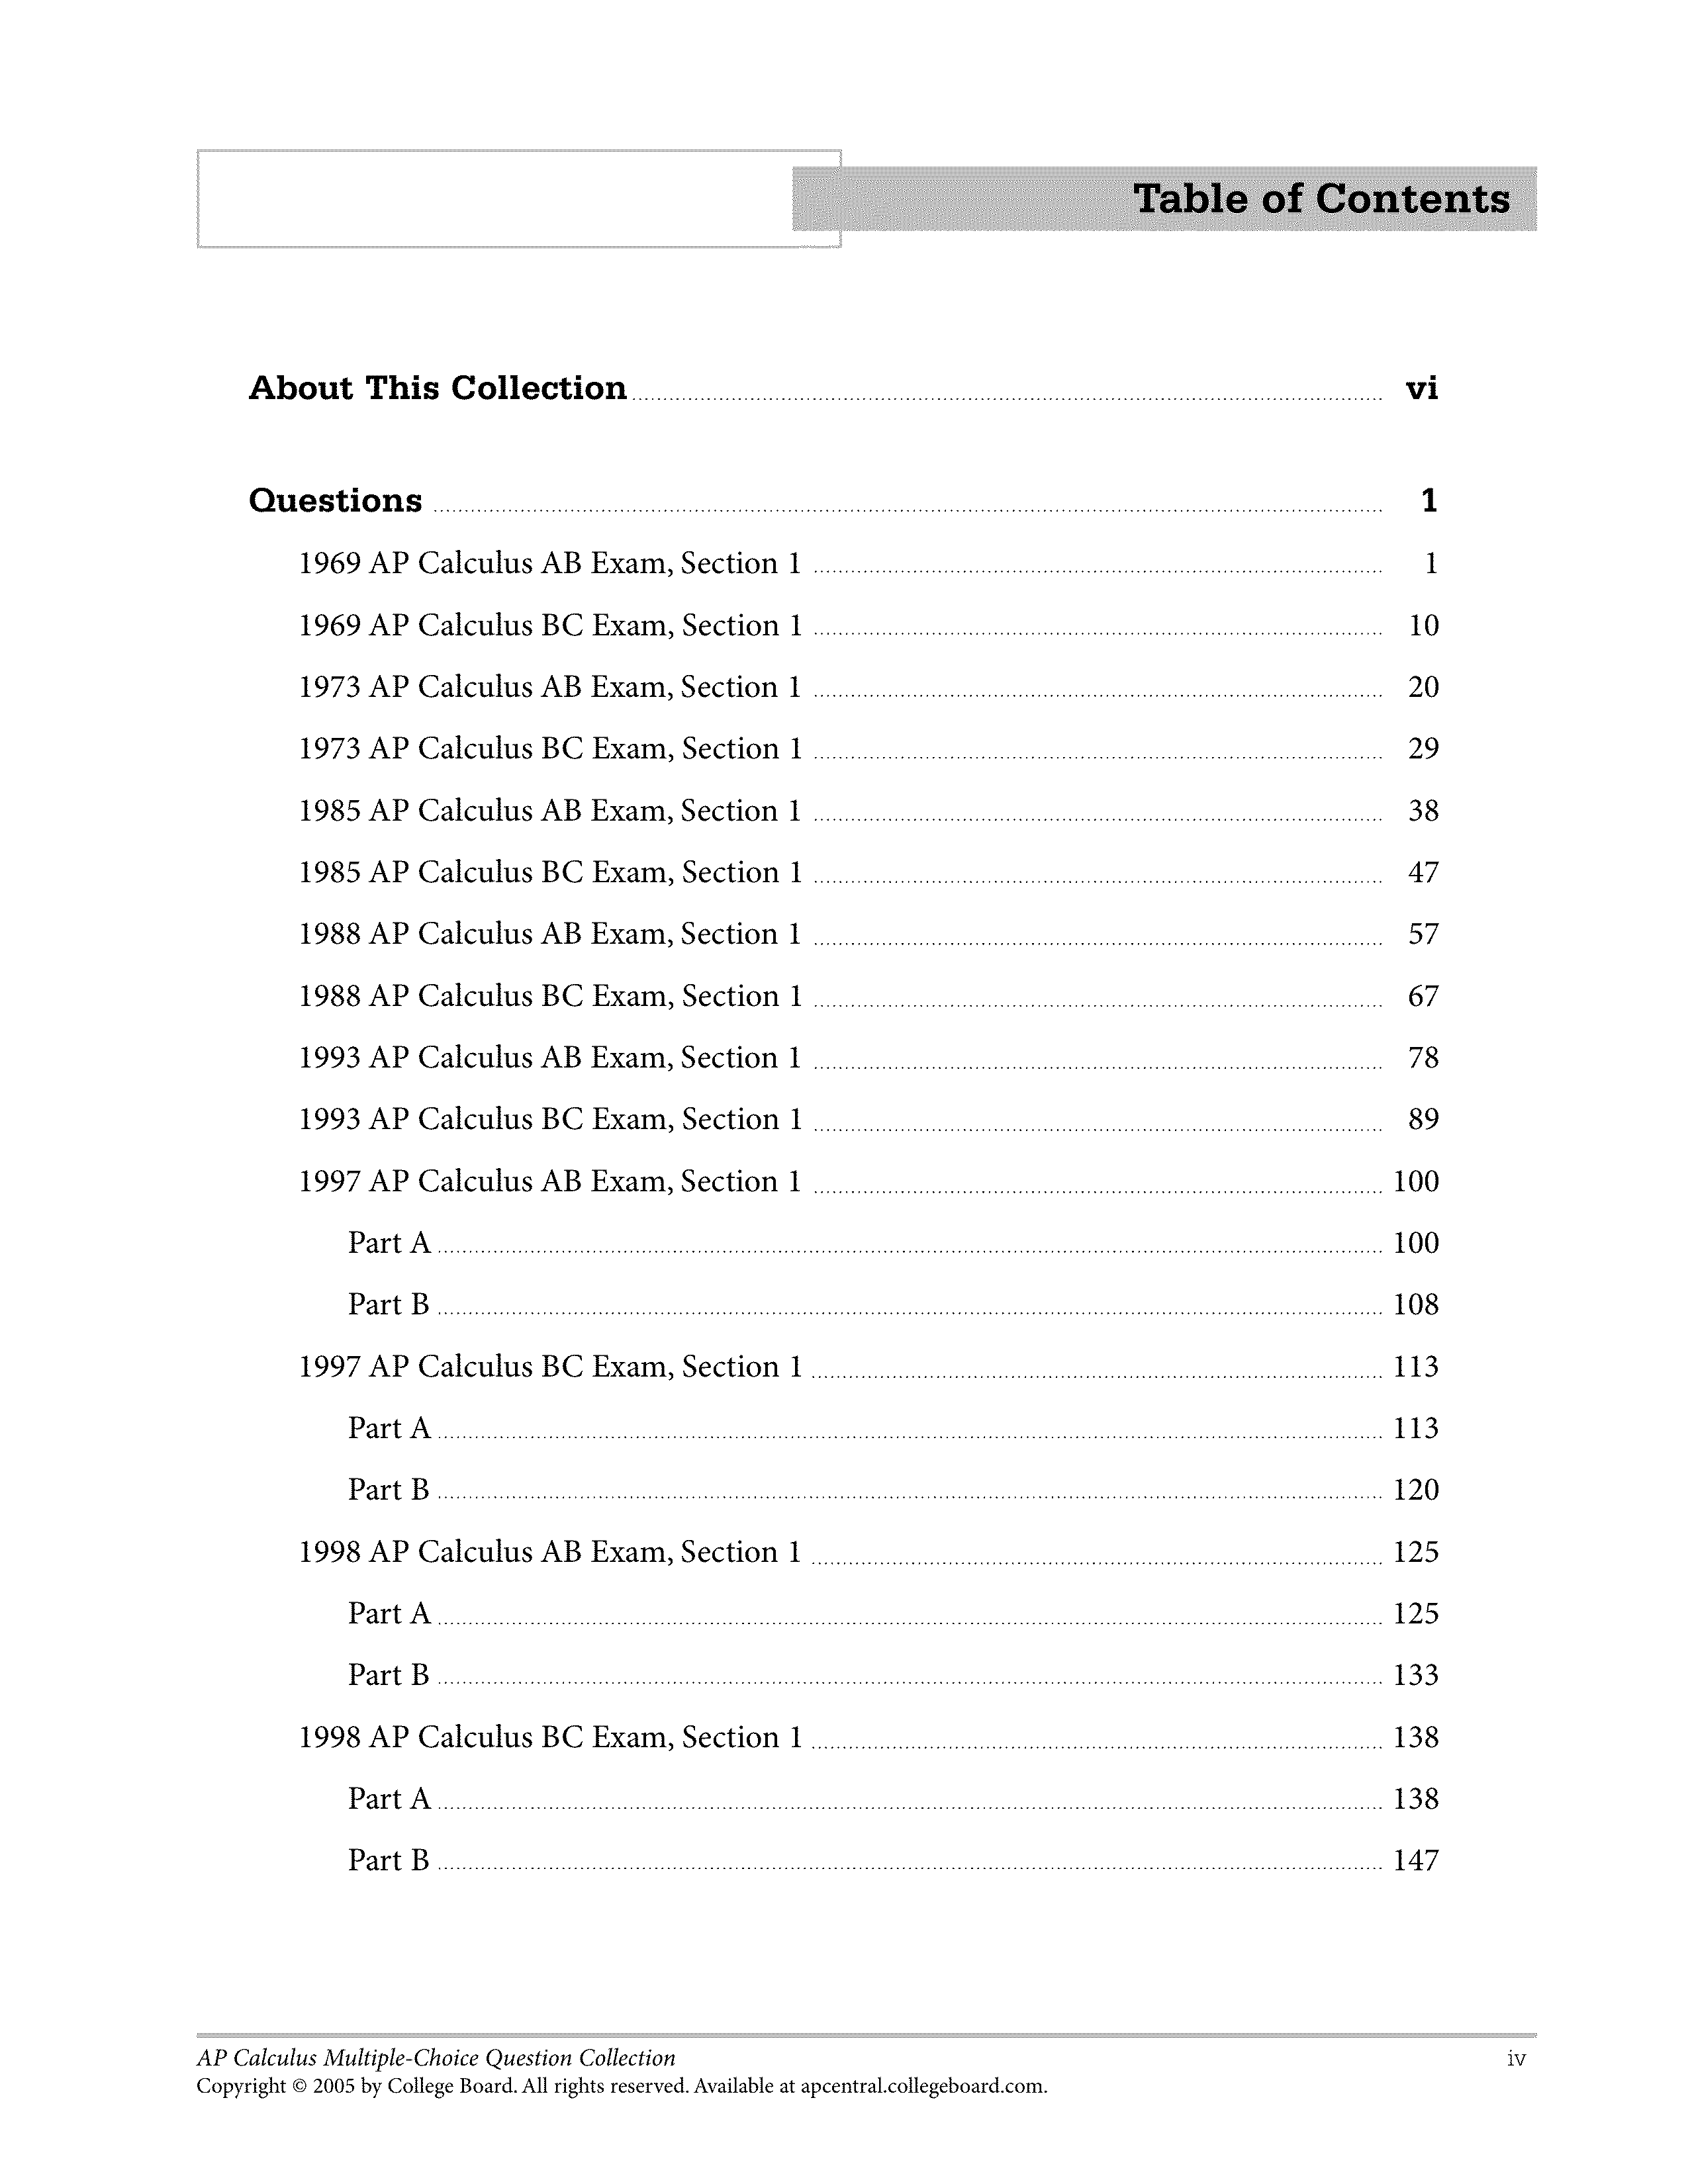 Table of Contents
About This Collection vi
Questions 1
1969 AP Calculus AB Exam, Section 1 1
1969 AP Calculus BC Exam, Section 1 10
1973 AP Calculus AB Exam, Section 1 20
1973 AP Calculus BC Exam, Section 1 29
1985 AP Calculus AB Exam, Section 1 38
1985 AP Calculus BC Exam, Section 1 47
1988 AP Calculus AB Exam, Section 1 57
1988 AP Calculus BC Exam, Section 1 67
1993 AP Calculus AB Exam, Section 1 78
1993 AP Calculus BC Exam, Section 1 89
1997 AP Calculus AB Exam, Section 1 100
Part A 100
Part B 108
1997 AP Calculus BC Exam, Section 1 113
Part A 113
Part B 120
1998 AP Calculus AB Exam, Section 1 125
Part A 125
Part B 133
1998 AP Calculus BC Exam, Section 1 138
Part A 138
Part B 147
AP Calculus Multiple-Choice Question Collection iv
Copyright © 2005 by College Board. All rights reserved. Available at apcentral.collegeboard.com.